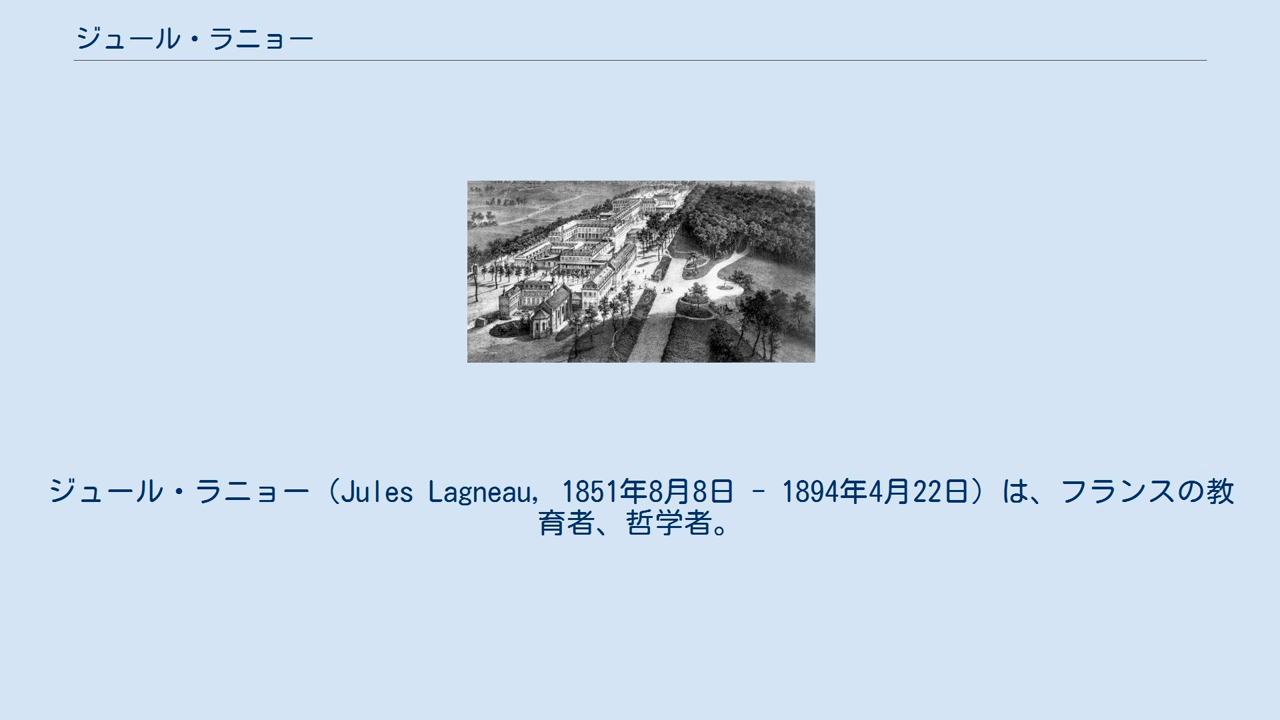 ジュール・ラニョー
ジュール・ラニョー（Jules Lagneau, 1851年8月8日 - 1894年4月22日）は、フランスの教
育者、哲学者。